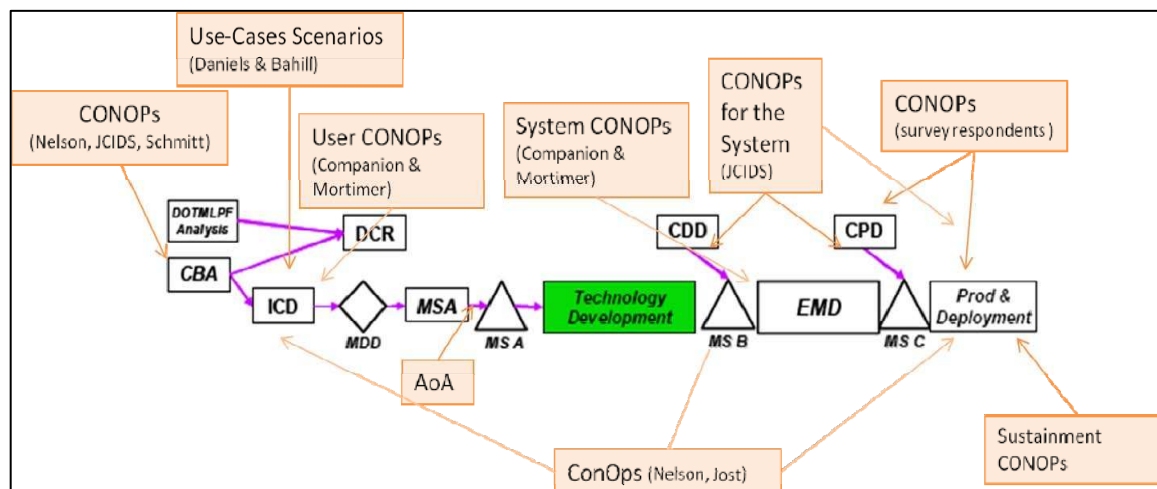 Use-Cases Scenarios
(Daniels & Bahill)
CONOPs
(Nelson, JCIDS, Schmitt)
User CONOPs
(Companion &
Mortimer)
System CONOPs
(Companion &
Mortimer)
CONOPs
for the
System
(JCIDS)
CONOPs
(survey respondents)
DOTMLPF
Analysis
DCR
CBA
CDD
CPD
ICD
MDD
MSA
MS A
Technology
Development
MS B
EMD
MS C
Prod &
Deployment
AoA
ConOps (Nelson, Jost)
Sustainment
CONOPs